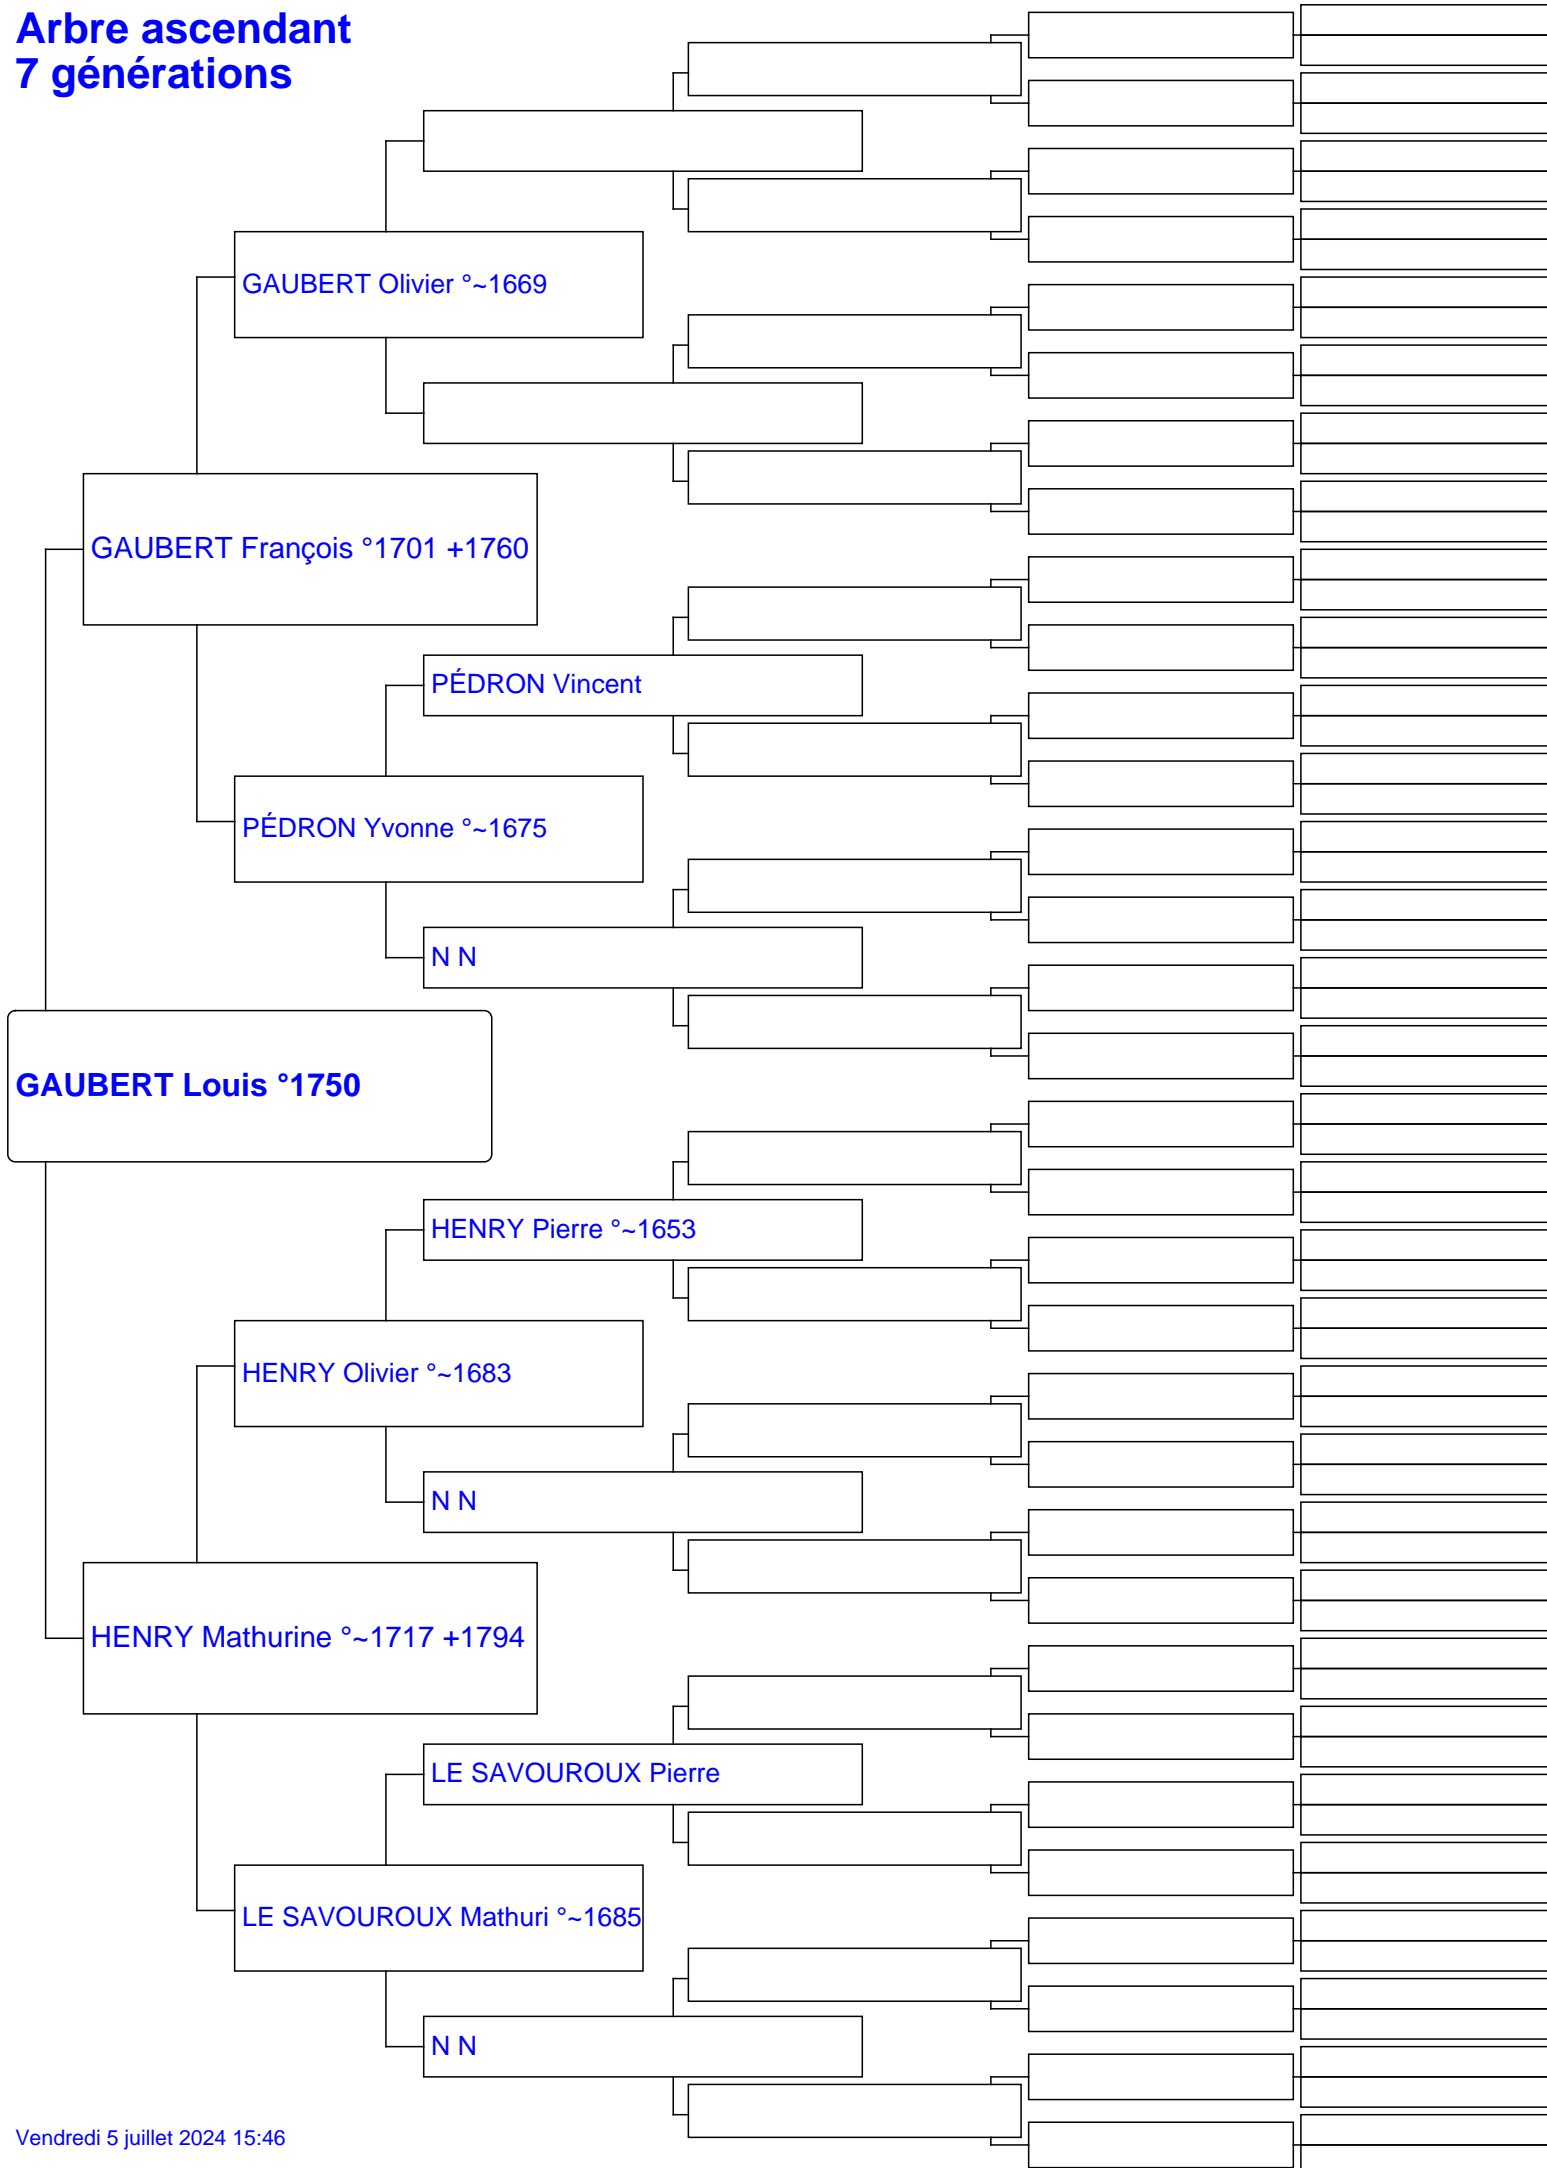 Arbre ascendant
7 générations
GAUBERT Olivier °~1669
GAUBERT François °1701 +1760
PÉDRON Vincent
PÉDRON Yvonne °~1675
N N
GAUBERT Louis °1750
HENRY Pierre °~1653
HENRY Olivier °~1683
N N
HENRY Mathurine °~1717 +1794
LE SAVOUROUX Pierre
LE SAVOUROUX Mathuri °~1685
N N
Vendredi 5 juillet 2024 15:46